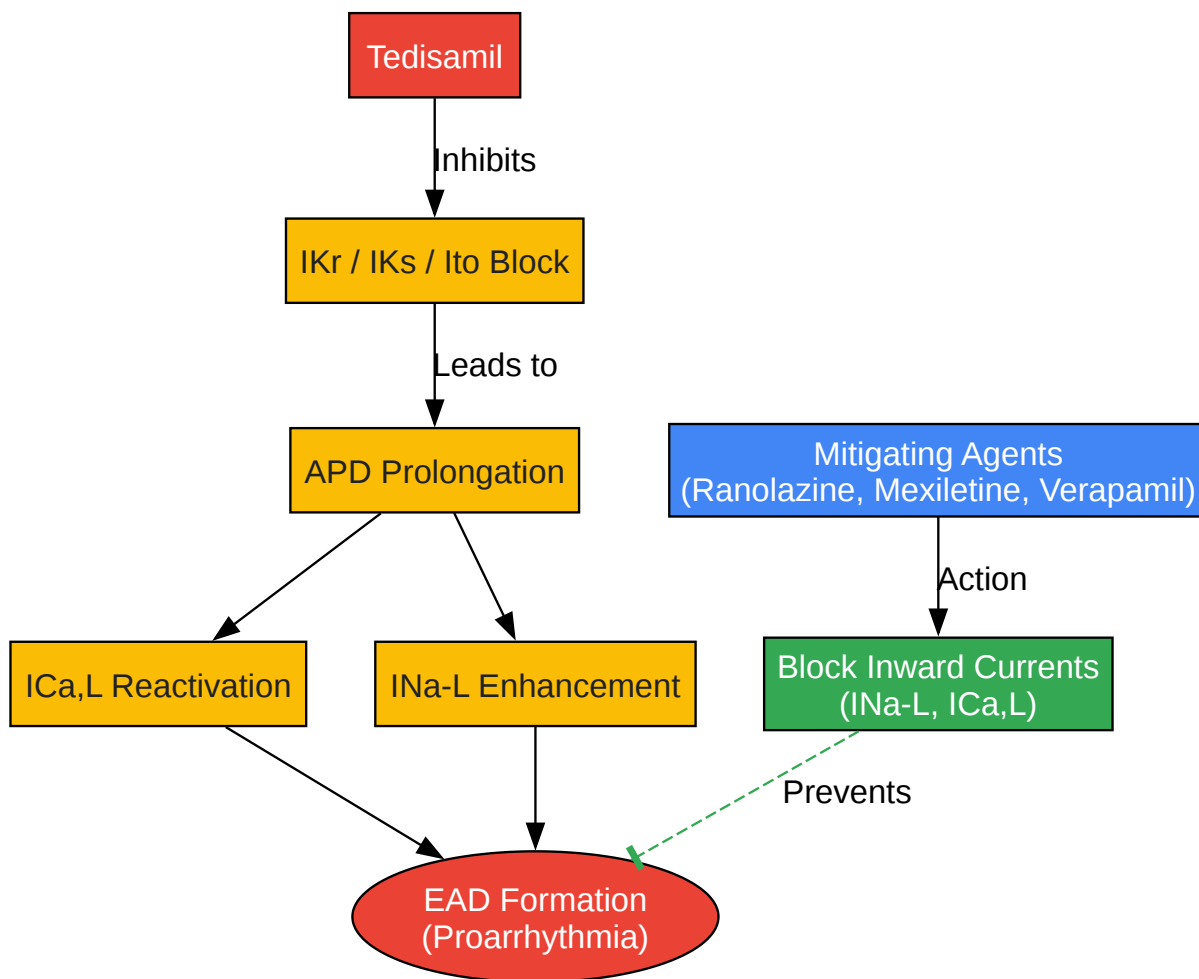 Tedisamil
Inhibits
IKr / IKs / Ito Block
Leads to
APD Prolongation
Mitigating Agents
(Ranolazine, Mexiletine, Verapamil)
Action
ICa,L Reactivation
INa-L Enhancement
Block Inward Currents
(INa-L, ICa,L)
Prevents
EAD Formation
(Proarrhythmia)